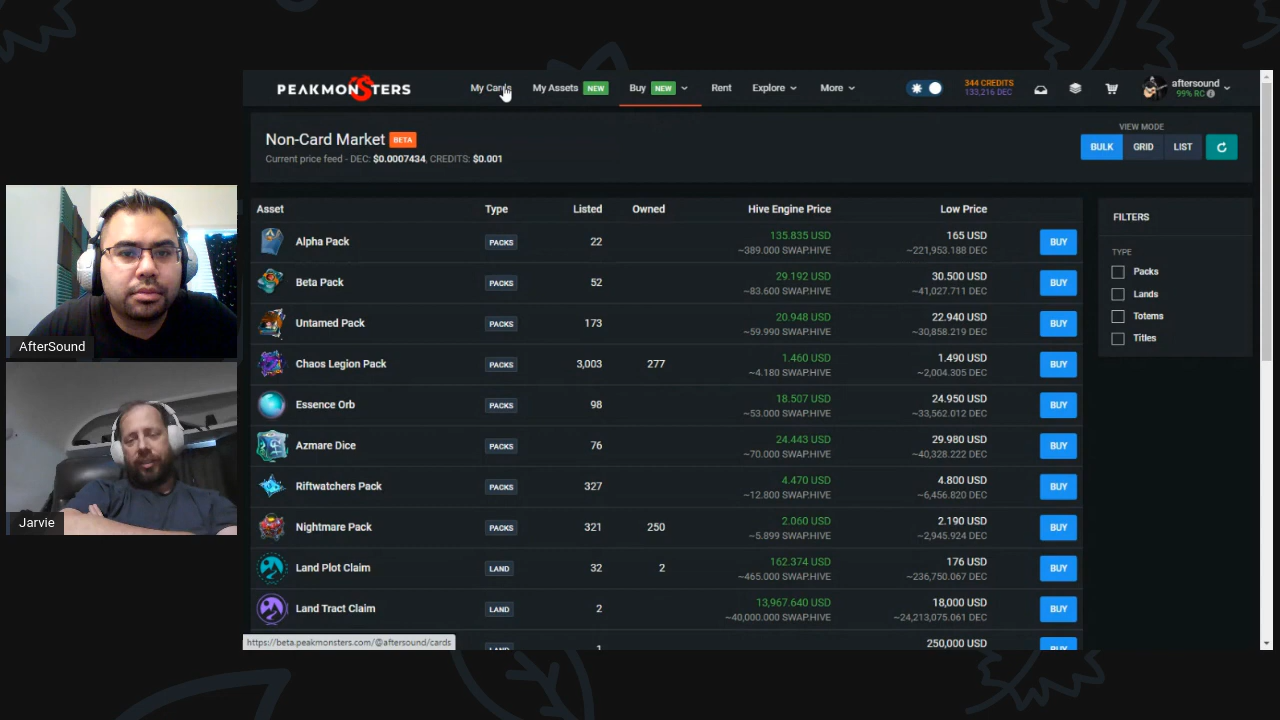 PEAKMONSTERS
My Cards
My Assets NEW
Buy NEW
Rent
Explore
More
344 CREDITS
133,216 DEC
aftersound
99% RC
Non-Card Market BETA
Current price feed - DEC: $0.0007434, CREDITS: $0.001
VIEW MODE
BULK GRID LIST
Asset Type Listed Owned Hive Engine Price Low Price
Alpha Pack PACKS 22 135.835 USD 165 USD BUY
~389.000 SWAP.HIVE ~221,953.188 DEC
Beta Pack PACKS 52 29.192 USD 30.500 USD BUY
~83.600 SWAP.HIVE ~41,027.711 DEC
Untamed Pack PACKS 173 20.948 USD 22.940 USD BUY
~59.990 SWAP.HIVE ~30,858.219 DEC
Chaos Legion Pack PACKS 3,003 277 1.460 USD 1.490 USD BUY
~4.180 SWAP.HIVE ~2,004.305 DEC
Essence Orb PACKS 98 18.507 USD 24.950 USD BUY
~53.000 SWAP.HIVE ~33,562.012 DEC
Azmare Dice PACKS 76 24.443 USD 29.980 USD BUY
~70.000 SWAP.HIVE ~40,328.222 DEC
Riftwatchers Pack PACKS 327 4.470 USD 4.800 USD BUY
~12.800 SWAP.HIVE ~6,456.820 DEC
Nightmare Pack PACKS 321 250 2.060 USD 2.190 USD BUY
~5.899 SWAP.HIVE ~2,945.924 DEC
Land Plot Claim LAND 32 2 162.374 USD 176 USD BUY
~465.000 SWAP.HIVE ~236,750.067 DEC
Land Tract Claim LAND 2 13,967.640 USD 18,000 USD BUY
~40,000.000 SWAP.HIVE ~24,213,075.061 DEC
LAND 1 250,000 USD BUY
FILTERS
TYPE
Packs
Lands
Totems
Titles
https://beta.peakmonsters.com/@aftersound/cards
AfterSound
Jarvie